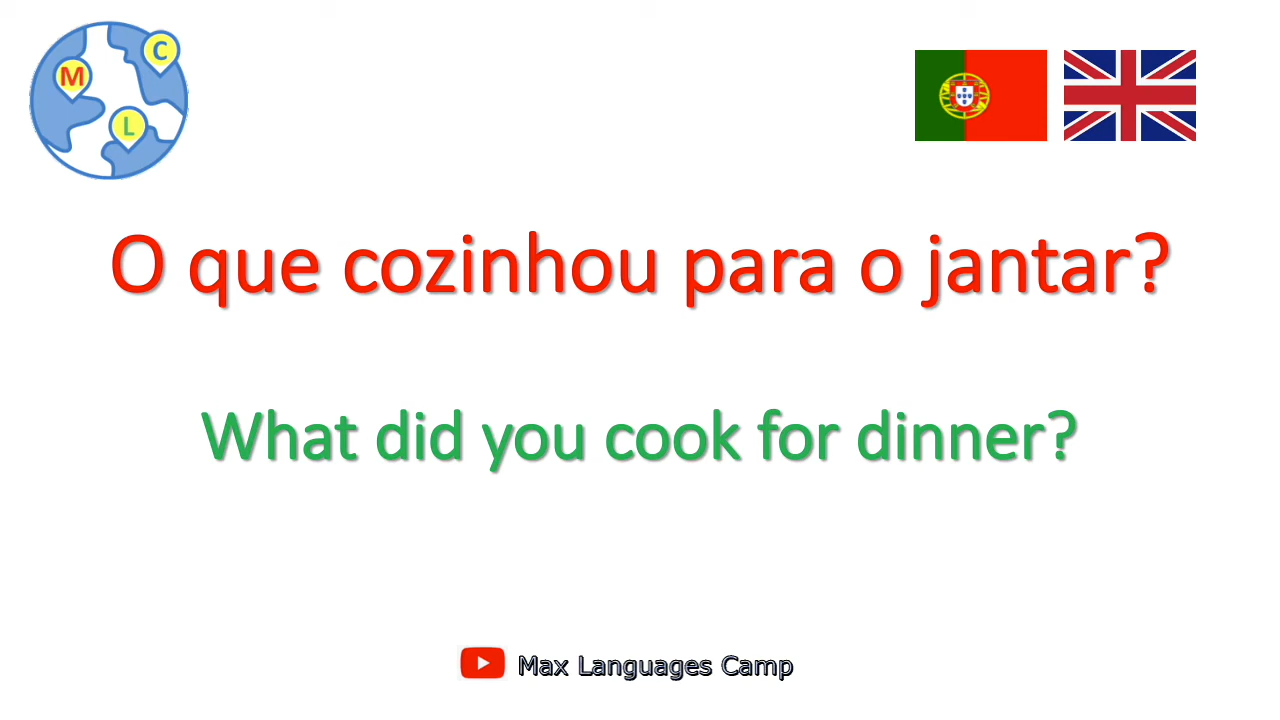 M
C
L
O que cozinhou para o jantar?
What did you cook for dinner?
Max Languages Camp